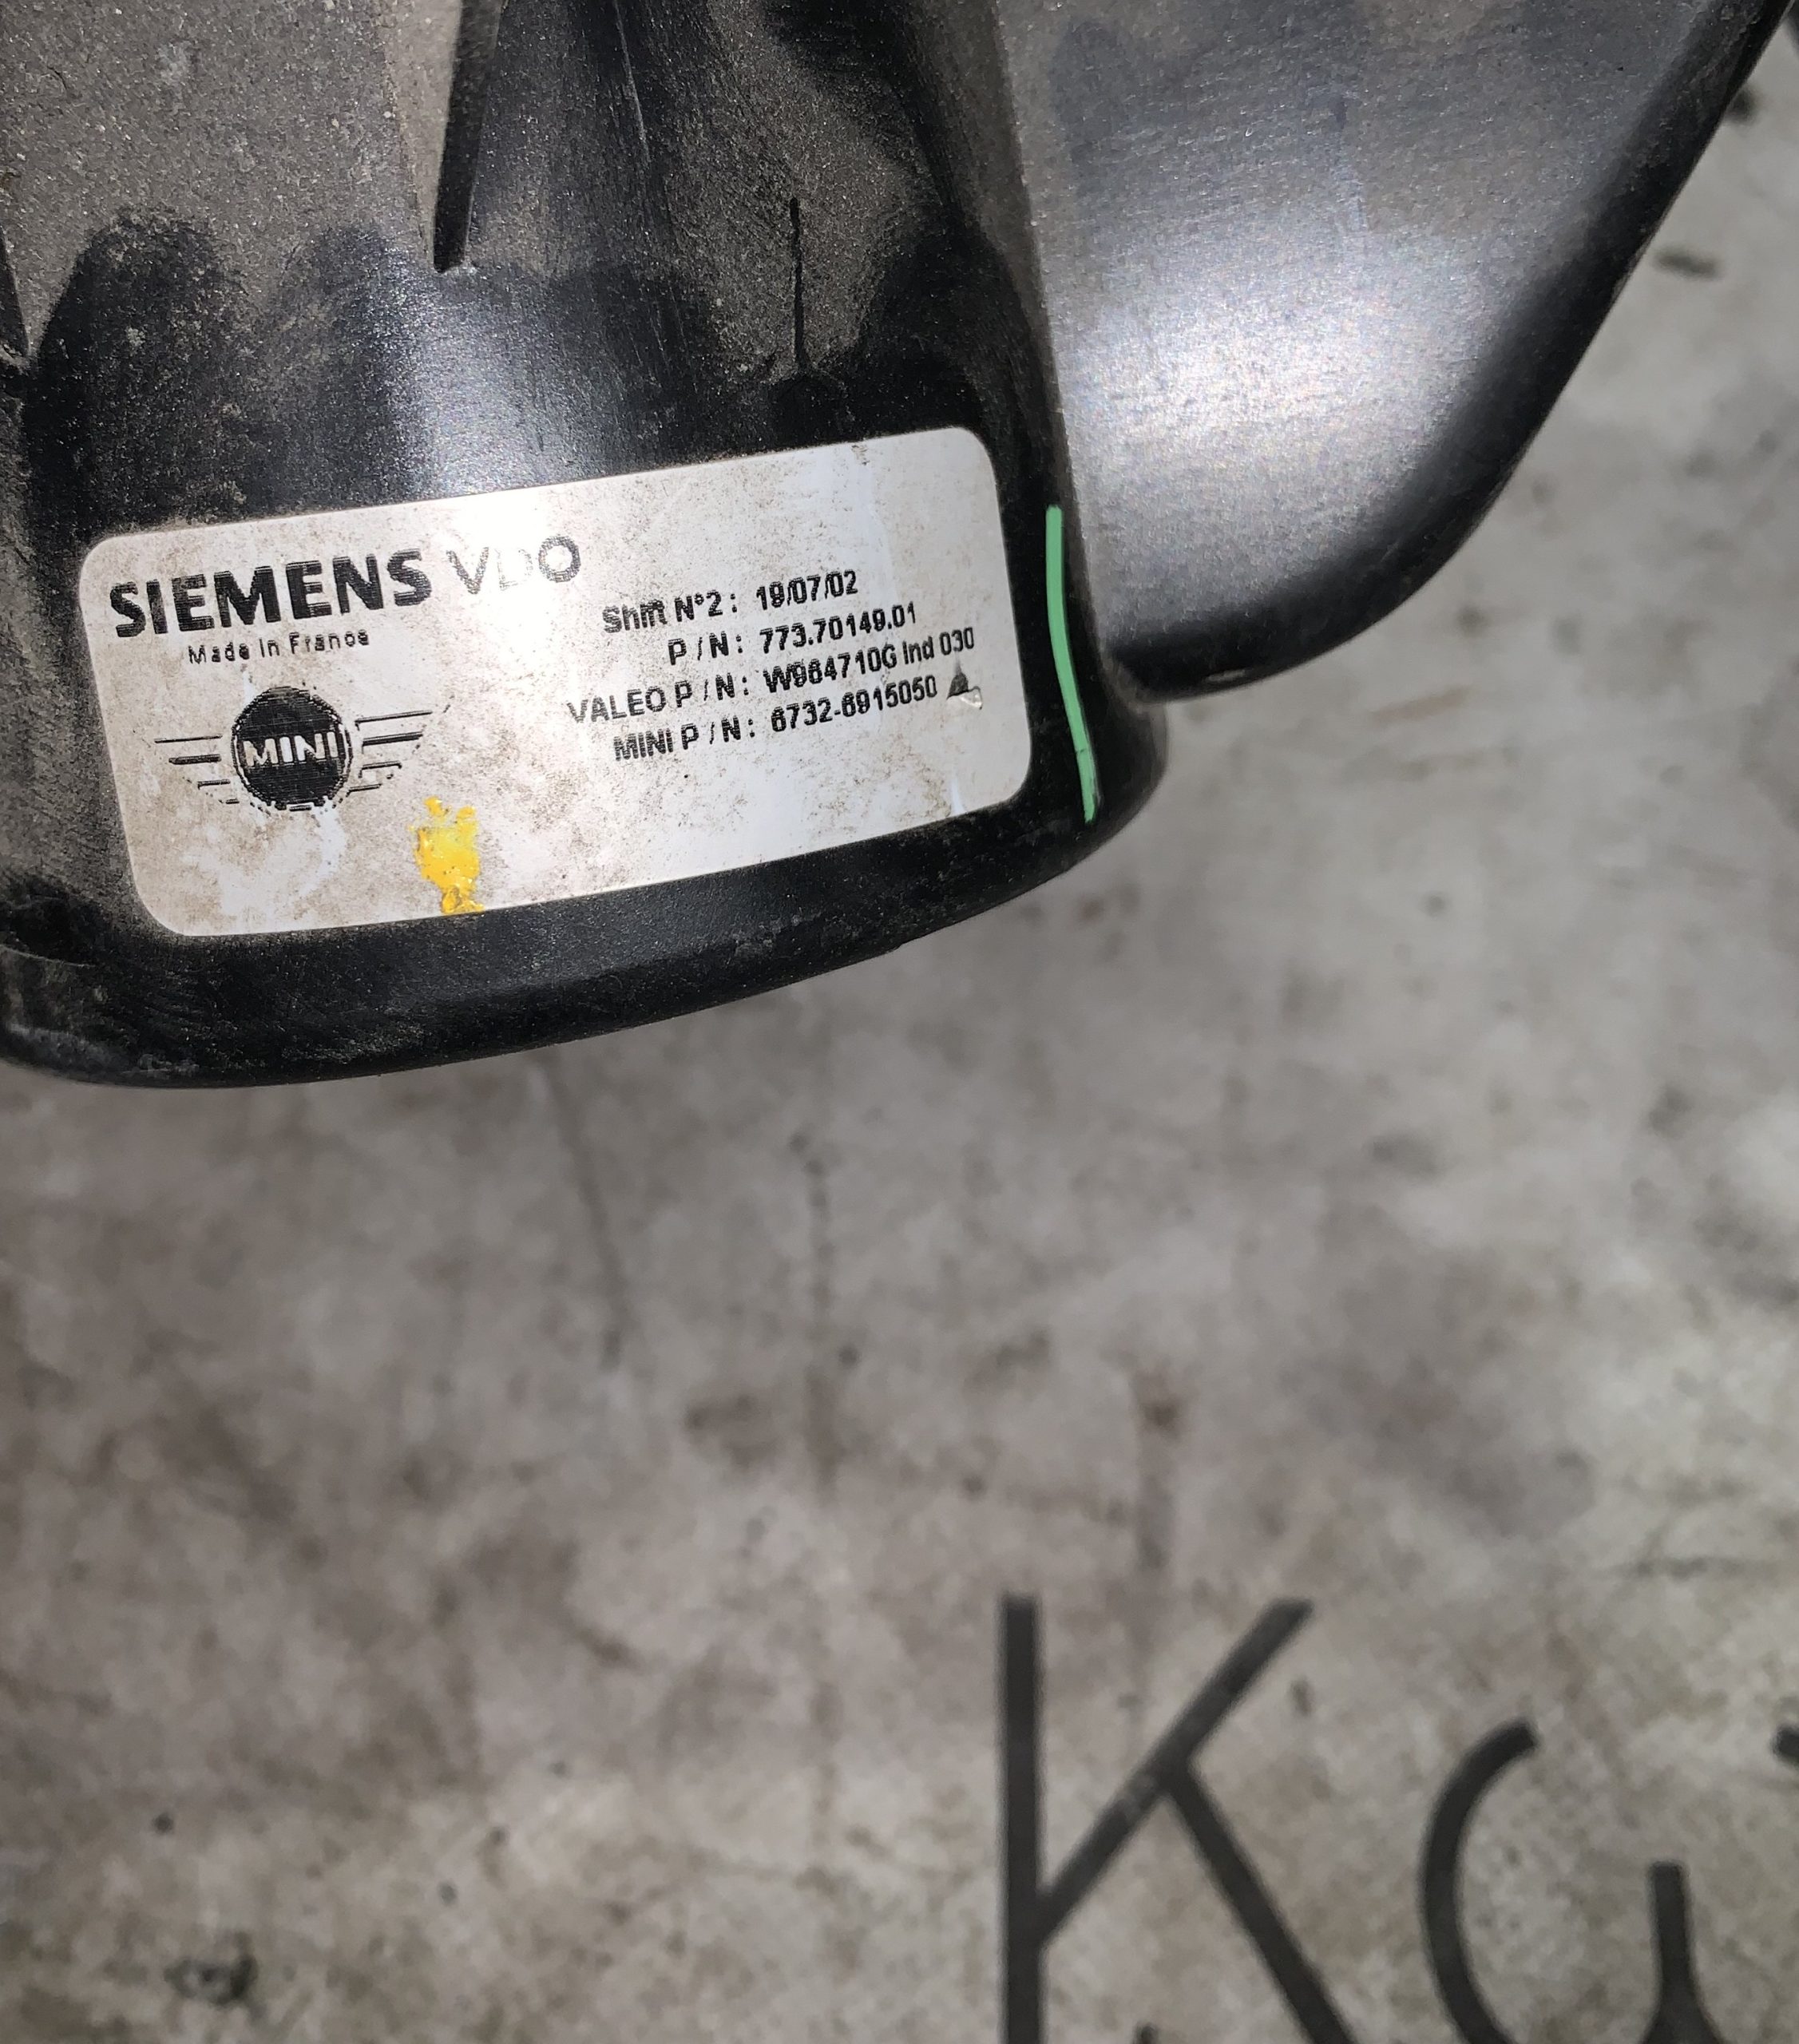 SIEMENS VDO
Made in France
MINI
Shift N°2 : 19/07/02
P / N : 773.70149.01
VALEO P / N : W964710G Ind 030
MINI P / N : 6732-6915050
KG